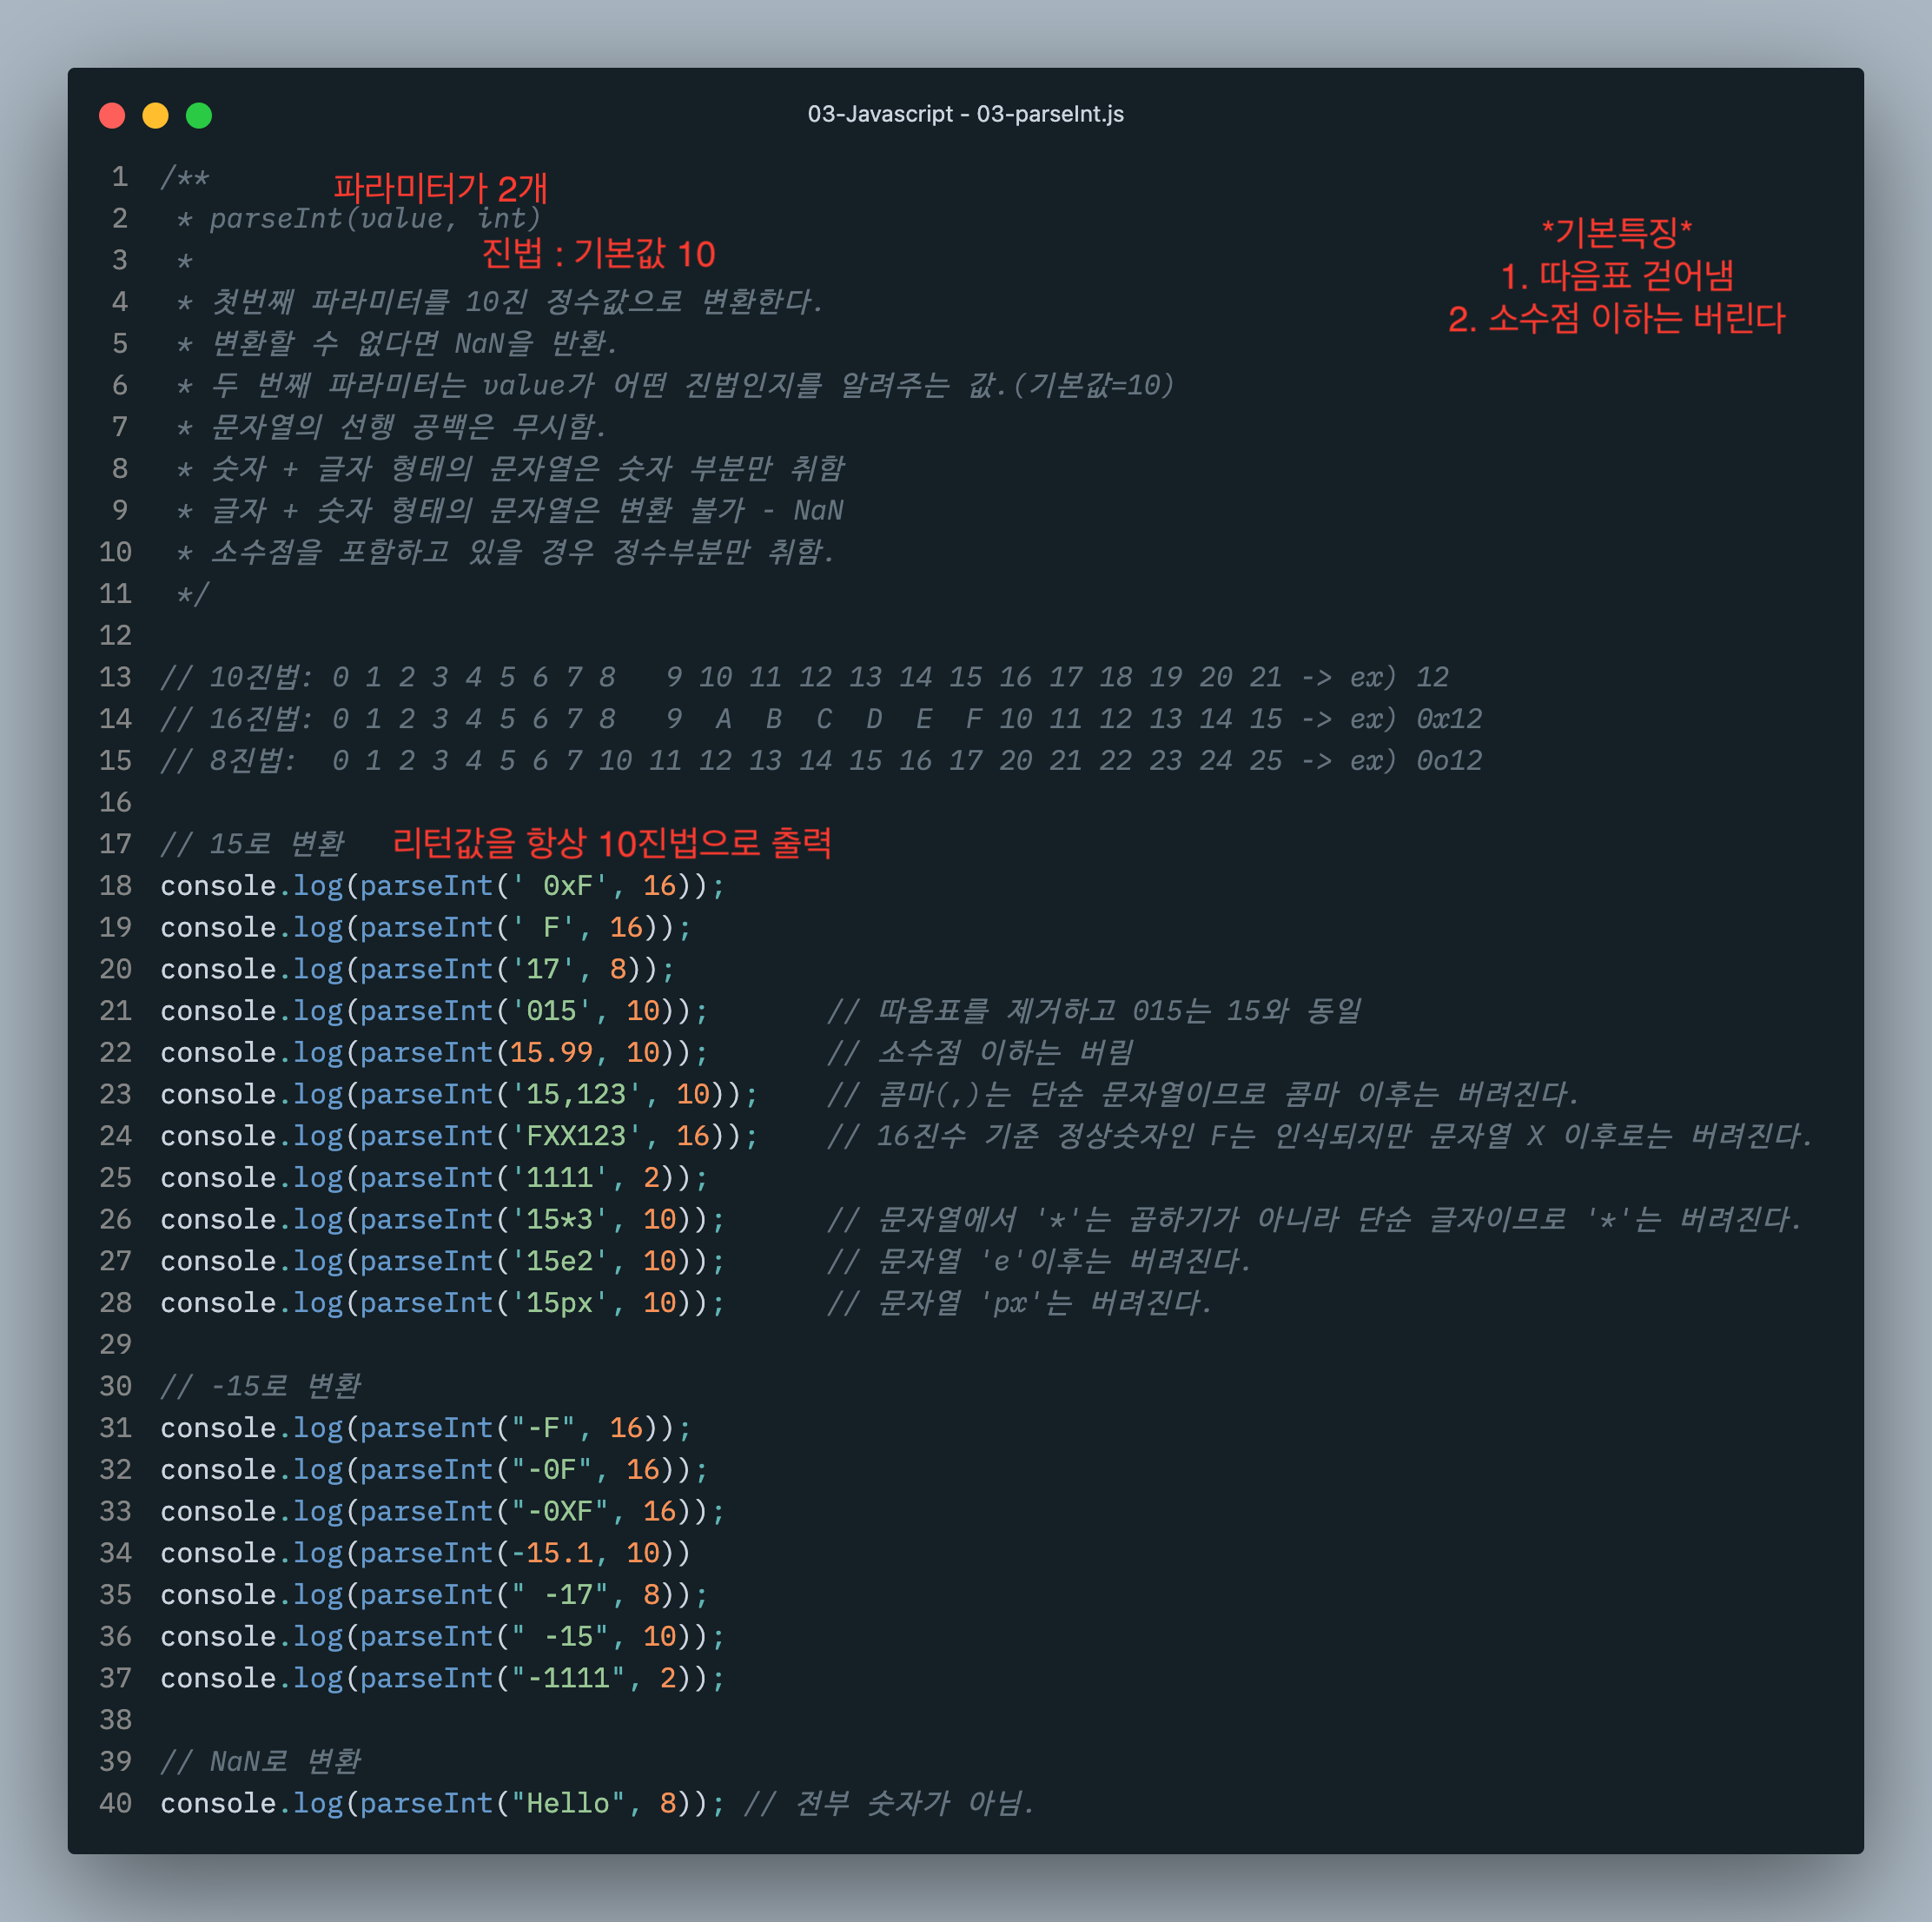 03-Javascript - 03-parseInt.js
1 /**
파라미터가 2개
2  * parseInt(value, int)
진법 : 기본값 10
*기본특징*
1. 따음표 걷어냄
2. 소수점 이하는 버린다
3  *
4  * 첫번째 파라미터를 10진 정수값으로 변환한다.
5  * 변환할 수 없다면 NaN을 반환.
6  * 두 번째 파라미터는 value가 어떤 진법인지를 알려주는 값.(기본값=10)
7  * 문자열의 선행 공백은 무시함.
8  * 숫자 + 글자 형태의 문자열은 숫자 부분만 취함
9  * 글자 + 숫자 형태의 문자열은 변환 불가 - NaN
10  * 소수점을 포함하고 있을 경우 정수부분만 취함.
11  */
12
13 // 10진법: 0 1 2 3 4 5 6 7 8   9 10 11 12 13 14 15 16 17 18 19 20 21 -> ex) 12
14 // 16진법: 0 1 2 3 4 5 6 7 8   9  A  B  C  D  E  F 10 11 12 13 14 15 -> ex) 0x12
15 // 8진법:  0 1 2 3 4 5 6 7 10 11 12 13 14 15 16 17 20 21 22 23 24 25 -> ex) 0o12
16
17 // 15로 변환 리턴값을 항상 10진법으로 출력
18 console.log(parseInt(' 0xF', 16));
19 console.log(parseInt(' F', 16));
20 console.log(parseInt('17', 8));
21 console.log(parseInt('015', 10));       // 따옴표를 제거하고 015는 15와 동일
22 console.log(parseInt(15.99, 10));       // 소수점 이하는 버림
23 console.log(parseInt('15,123', 10));    // 콤마(,)는 단순 문자열이므로 콤마 이후는 버려진다.
24 console.log(parseInt('FXX123', 16));    // 16진수 기준 정상숫자인 F는 인식되지만 문자열 X 이후로는 버려진다.
25 console.log(parseInt('1111', 2));
26 console.log(parseInt('15*3', 10));      // 문자열에서 '*'는 곱하기가 아니라 단순 글자이므로 '*'는 버려진다.
27 console.log(parseInt('15e2', 10));      // 문자열 'e'이후는 버려진다.
28 console.log(parseInt('15px', 10));      // 문자열 'px'는 버려진다.
29
30 // -15로 변환
31 console.log(parseInt("-F", 16));
32 console.log(parseInt("-0F", 16));
33 console.log(parseInt("-0XF", 16));
34 console.log(parseInt(-15.1, 10))
35 console.log(parseInt(" -17", 8));
36 console.log(parseInt(" -15", 10));
37 console.log(parseInt("-1111", 2));
38
39 // NaN로 변환
40 console.log(parseInt("Hello", 8)); // 전부 숫자가 아님.